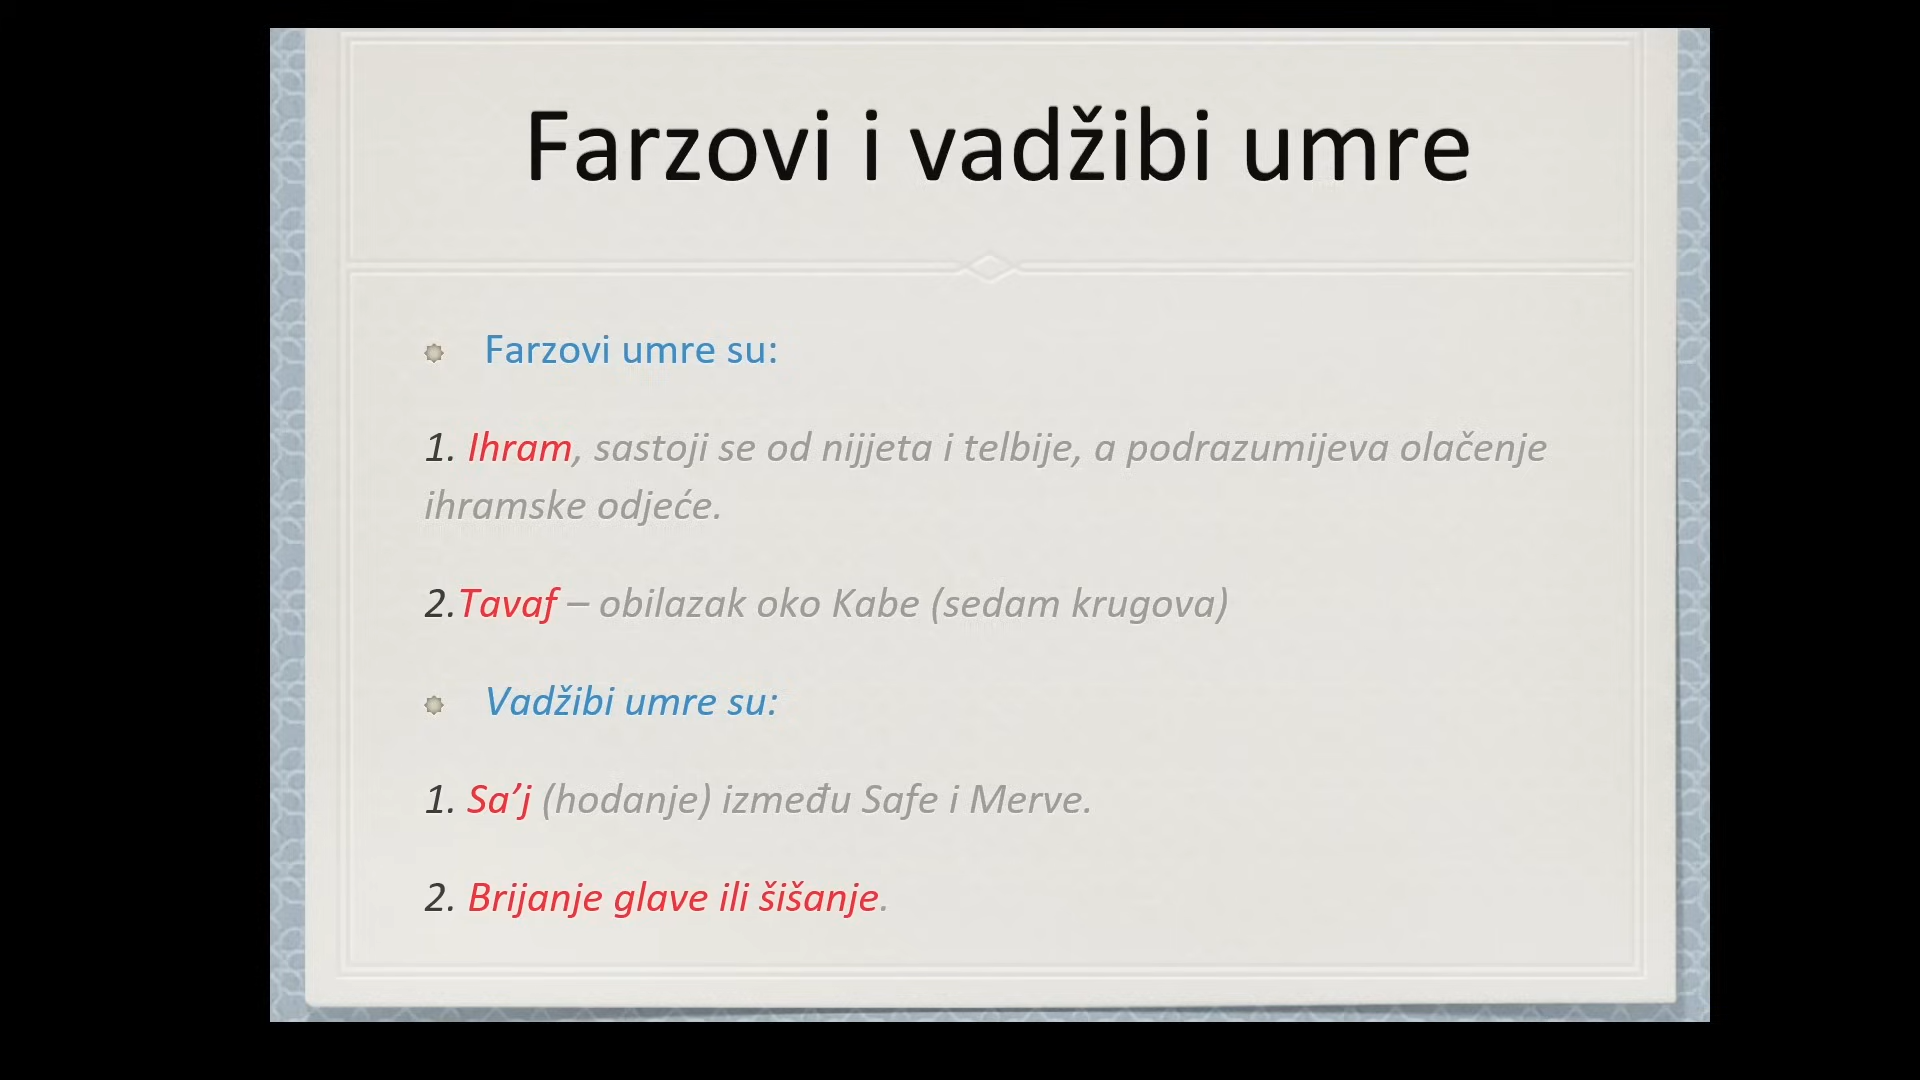 Farzovi i vadžibi umre
Farzovi umre su:
1. Ihram, sastoji se od nijjeta i telbije, a podrazumijeva olačenje
ihramske odjeće.
2.Tavaf – obilazak oko Kabe (sedam krugova)
Vadžibi umre su:
1. Sa’j (hodanje) između Safe i Merve.
2. Brijanje glave ili šišanje.